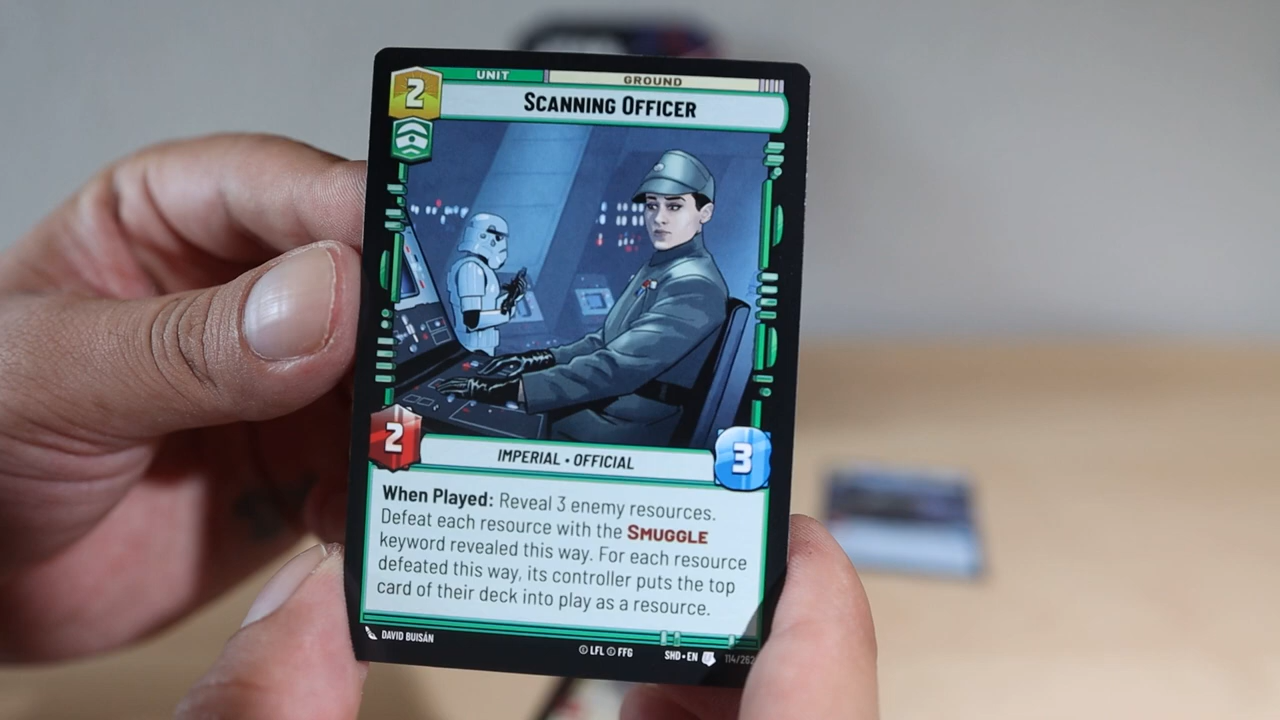 UNIT
GROUND
2
SCANNING OFFICER
2
IMPERIAL • OFFICIAL
3
When Played: Reveal 3 enemy resources.
Defeat each resource with the SMUGGLE
keyword revealed this way. For each resource
defeated this way, its controller puts the top
card of their deck into play as a resource.
DAVID BUISÁN
© LFL © FFG
SHD • EN
114/262